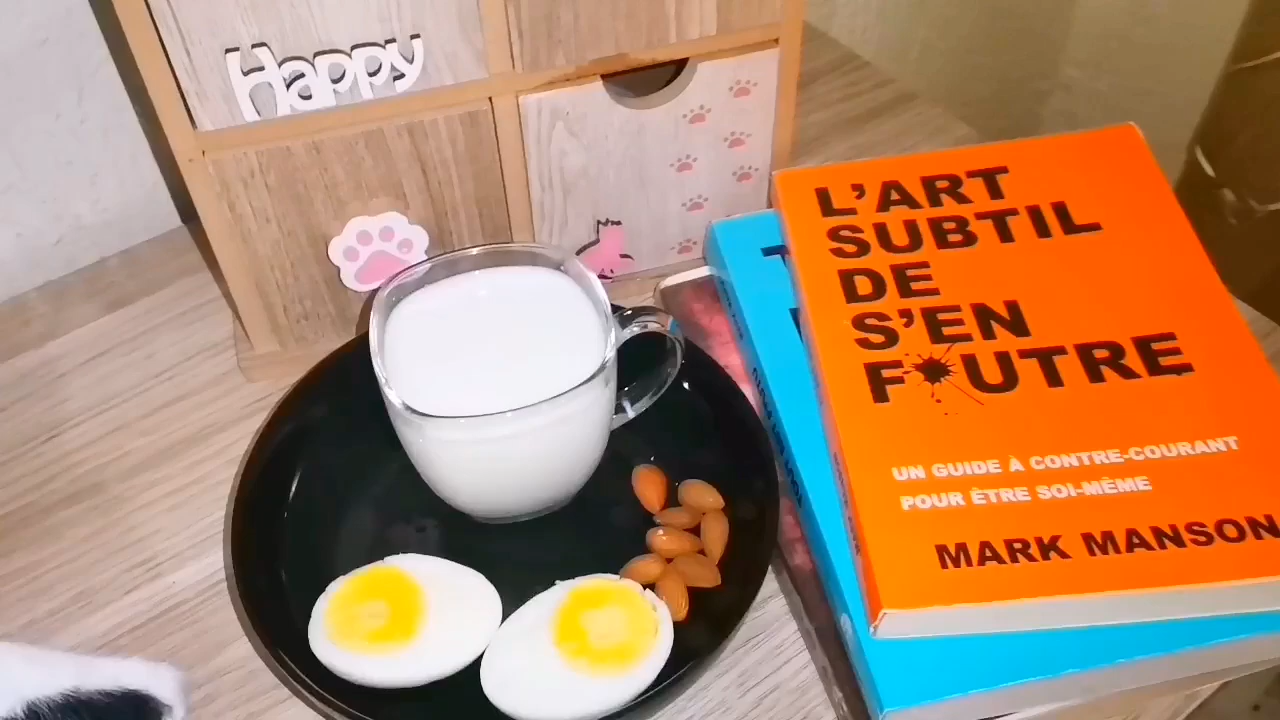 Happy
L'ART
SUBTIL
DE
S'EN
F*UTRE
UN GUIDE À CONTRE-COURANT
POUR ÊTRE SOI-MÊME
MARK MANSON